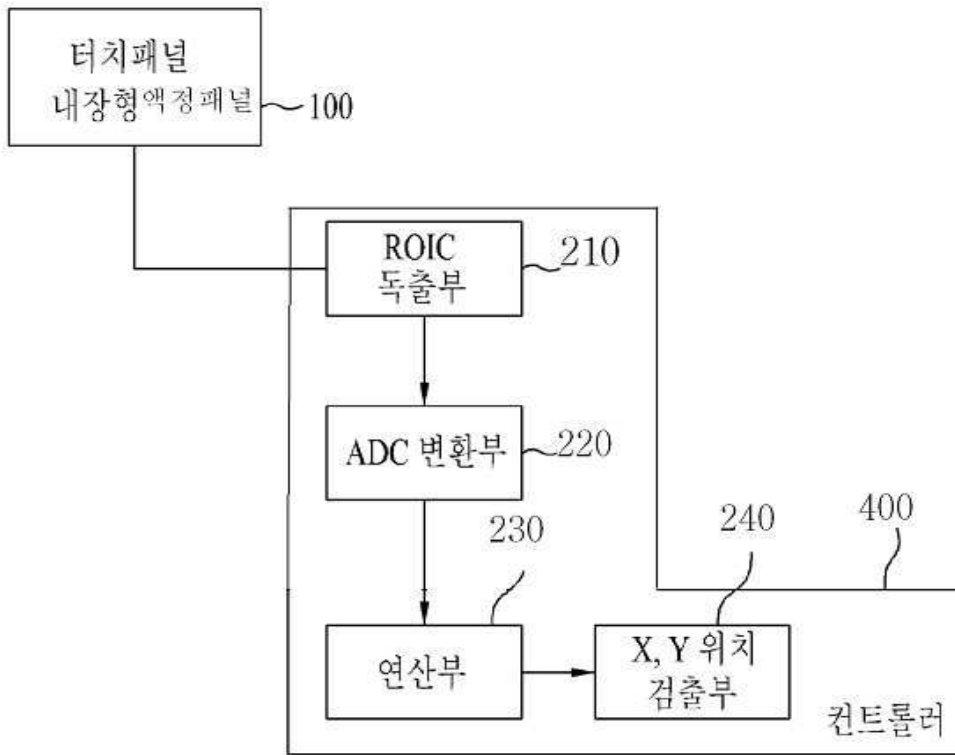 터치패널
내장형액정패널
100
ROIC
독출부
210
ADC 변환부
220
230
240
400
연산부
X, Y 위치
검출부
컨트롤러